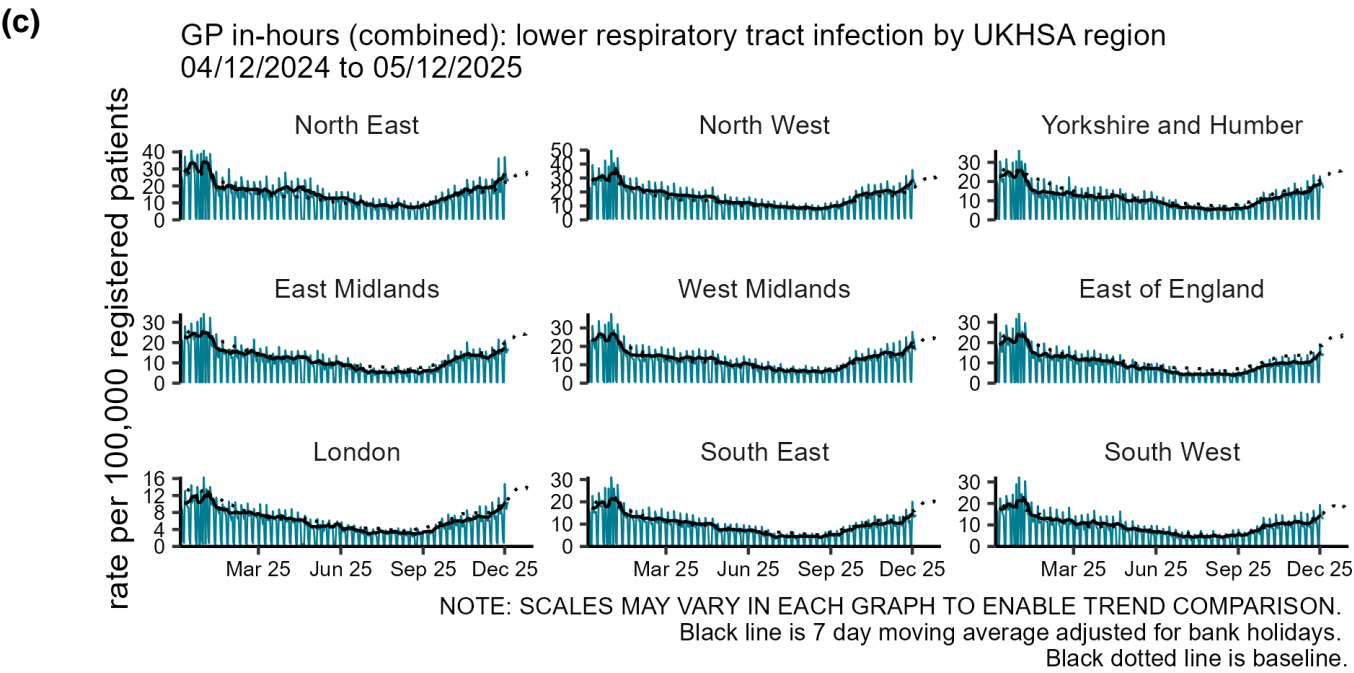 (c)
GP in-hours (combined): lower respiratory tract infection by UKHSA region
04/12/2024 to 05/12/2025
rate per 100,000 registered patients
North East
40
30
20
10
0
North West
50
40
30
20
10
0
Yorkshire and Humber
30
20
10
0
East Midlands
30
20
10
0
West Midlands
30
20
10
0
East of England
30
20
10
0
London
16
12
8
4
0
Mar 25 Jun 25 Sep 25 Dec 25
South East
30
20
10
0
Mar 25 Jun 25 Sep 25 Dec 25
South West
30
20
10
0
Mar 25 Jun 25 Sep 25 Dec 25
NOTE: SCALES MAY VARY IN EACH GRAPH TO ENABLE TREND COMPARISON.
Black line is 7 day moving average adjusted for bank holidays.
Black dotted line is baseline.